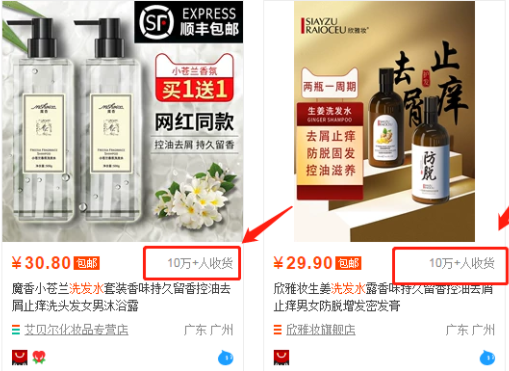 SF EXPRESS
顺丰包邮
小苍兰香氛
买1送1
网红同款
控油去屑 持久留香
¥30.80 包邮
10万+人收货
魔香小苍兰洗发水套装香味持久留香控油去
屑止痒洗头发女男沐浴露
艾贝尔化妆品专营店
广东 广州
SIAYZU
RAIOCEU
欣雅妆
止痒
去屑
两瓶一周期
生姜洗发水
GINGER SHAMPOO
去屑止痒
防脱固发
控油滋养
防脱
¥29.90 包邮
10万+人收货
欣雅妆生姜洗发水露香味持久留香控油去屑
止痒男女防脱增发密发膏
欣雅妆旗舰店
广东 广州